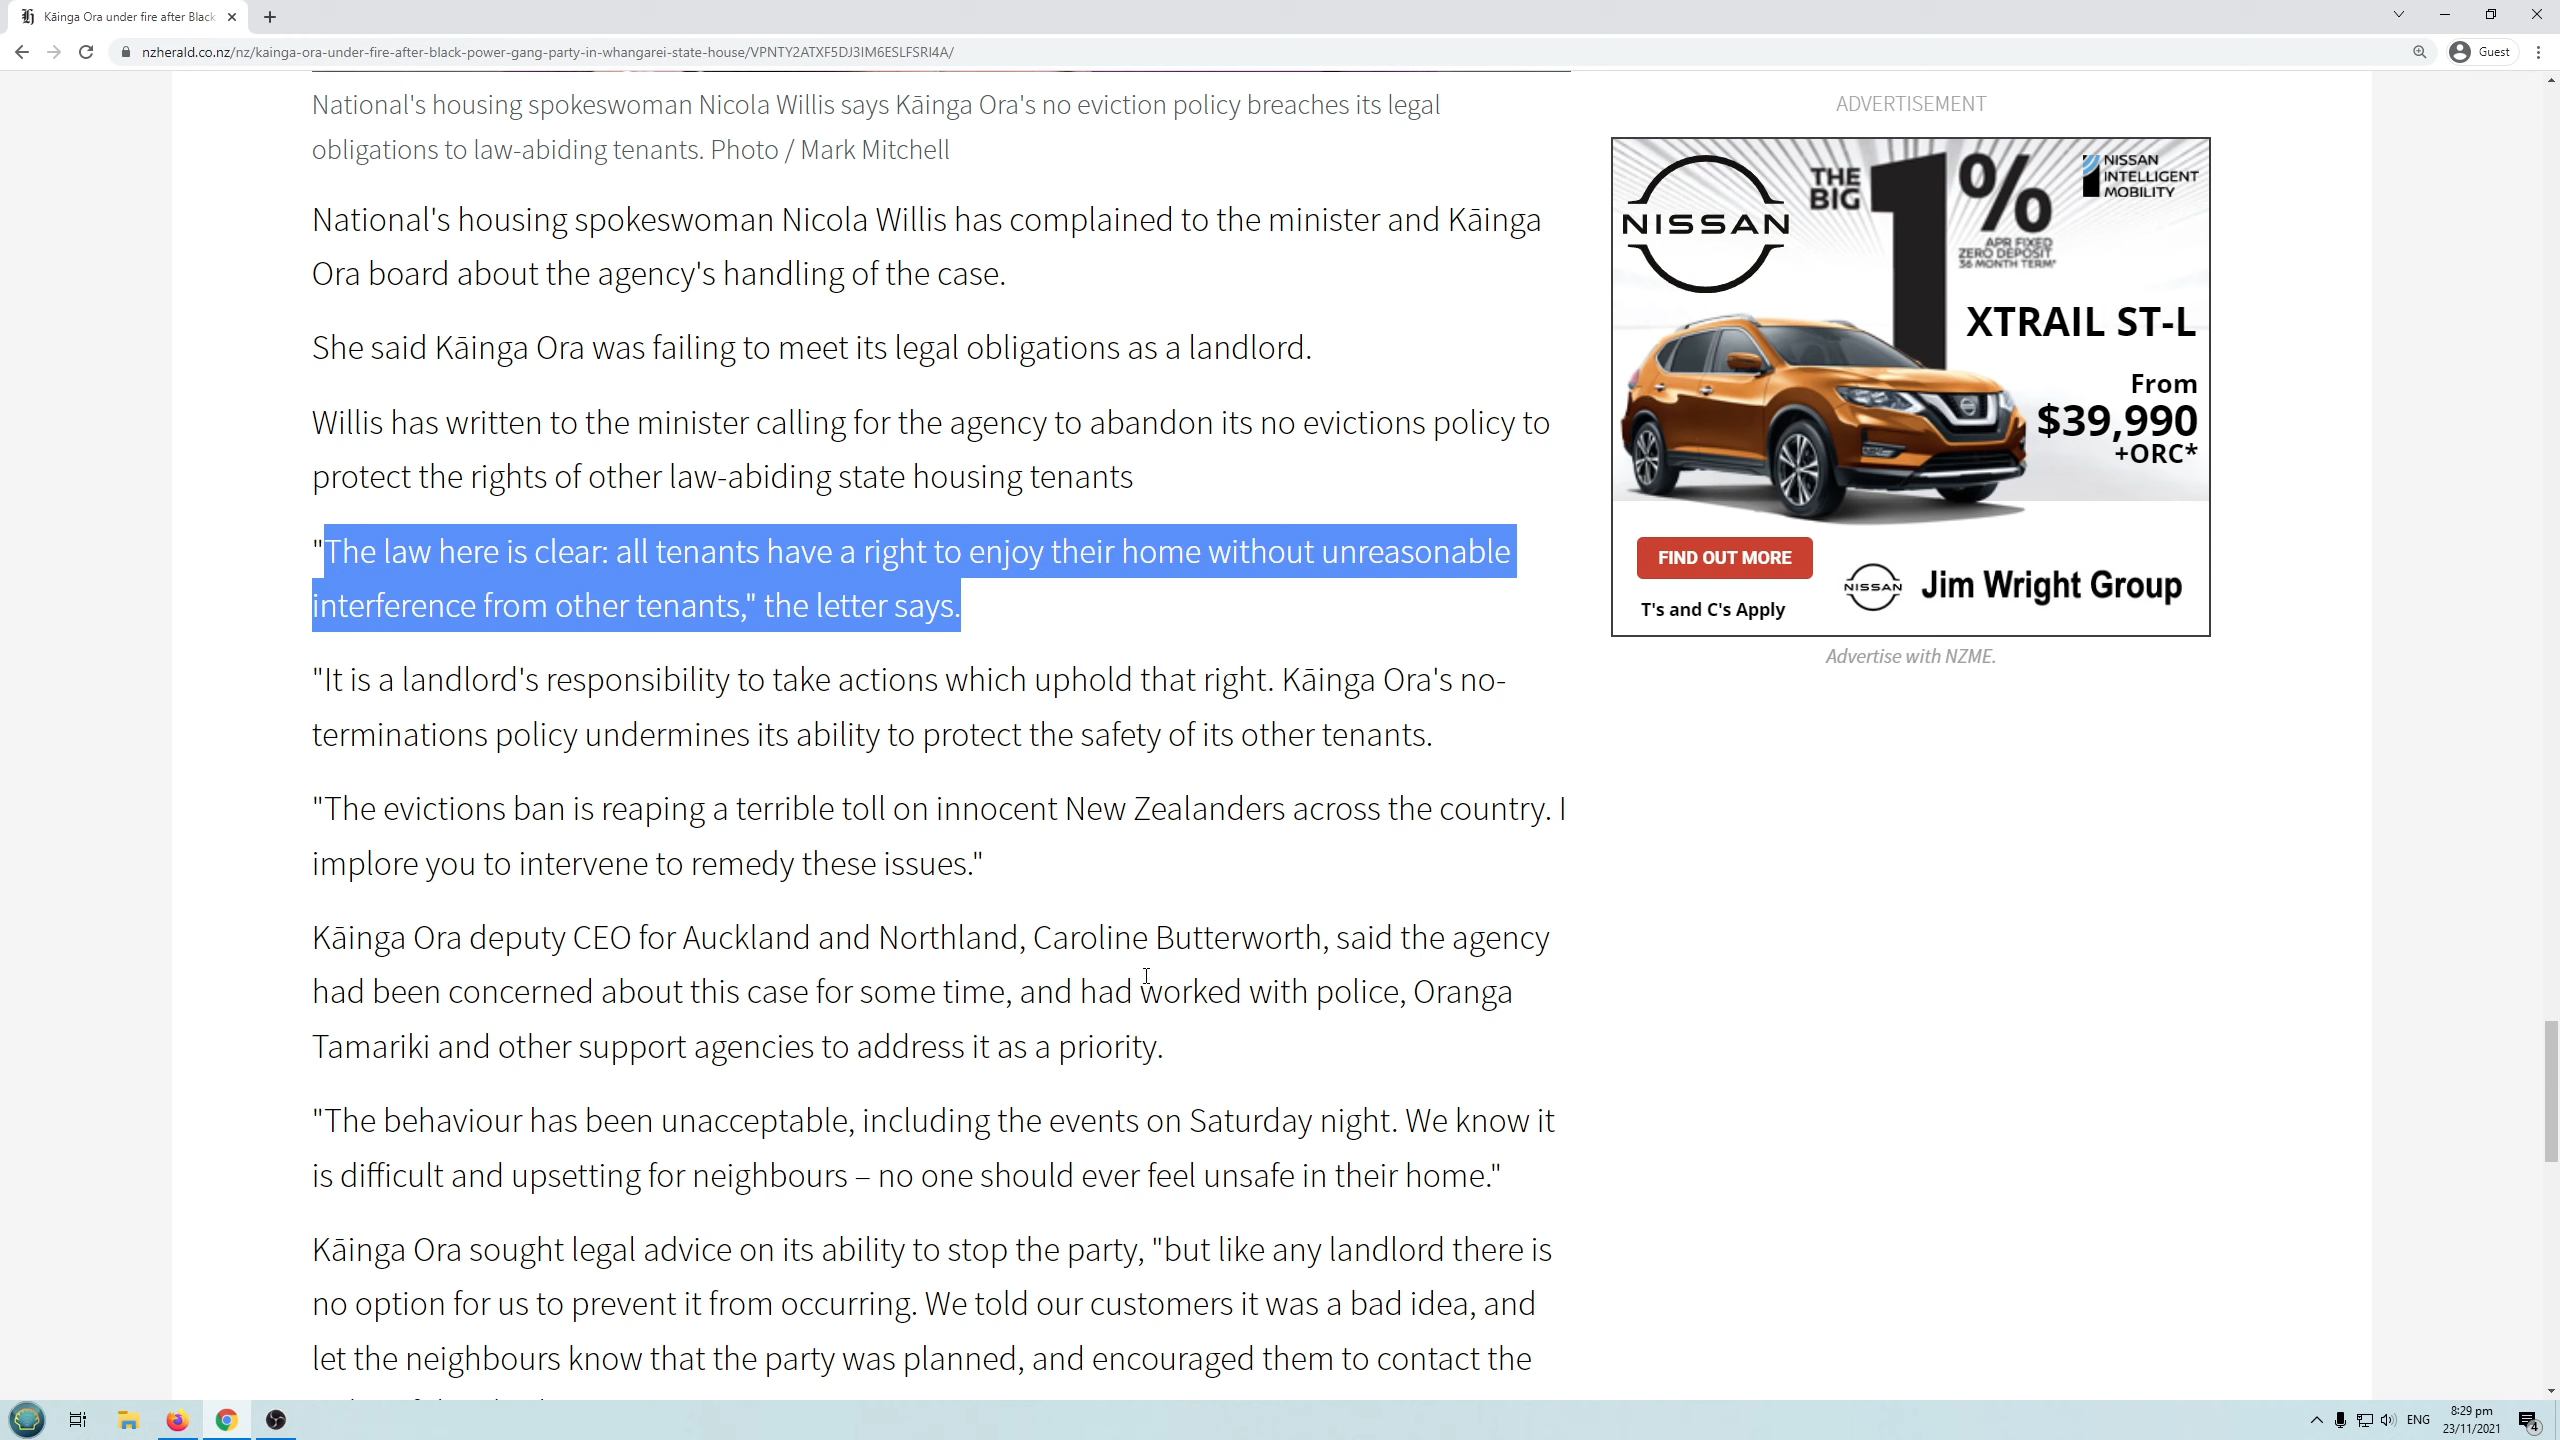 Kāinga Ora under fire after Black
nzherald.co.nz/nz/kainga-ora-under-fire-after-black-power-gang-party-in-whangarei-state-house/VPNTY2ATXF5DJ3IM6ESLFSRI4A/
Guest
National's housing spokeswoman Nicola Willis says Kāinga Ora's no eviction policy breaches its legal
obligations to law-abiding tenants. Photo / Mark Mitchell
National's housing spokeswoman Nicola Willis has complained to the minister and Kāinga
Ora board about the agency's handling of the case.
She said Kāinga Ora was failing to meet its legal obligations as a landlord.
Willis has written to the minister calling for the agency to abandon its no evictions policy to
protect the rights of other law-abiding state housing tenants
"The law here is clear: all tenants have a right to enjoy their home without unreasonable
interference from other tenants," the letter says.
"It is a landlord's responsibility to take actions which uphold that right. Kāinga Ora's no-
terminations policy undermines its ability to protect the safety of its other tenants.
"The evictions ban is reaping a terrible toll on innocent New Zealanders across the country. I
implore you to intervene to remedy these issues."
Kāinga Ora deputy CEO for Auckland and Northland, Caroline Butterworth, said the agency
had been concerned about this case for some time, and had worked with police, Oranga
Tamariki and other support agencies to address it as a priority.
"The behaviour has been unacceptable, including the events on Saturday night. We know it
is difficult and upsetting for neighbours – no one should ever feel unsafe in their home."
Kāinga Ora sought legal advice on its ability to stop the party, "but like any landlord there is
no option for us to prevent it from occurring. We told our customers it was a bad idea, and
let the neighbours know that the party was planned, and encouraged them to contact the
ADVERTISEMENT
NISSAN
THE
BIG
1%
APR FIXED
ZERO DEPOSIT
36 MONTH TERM*
NISSAN
INTELLIGENT
MOBILITY
XTRAIL ST-L
From
$39,990
+ORC*
FIND OUT MORE
T's and C's Apply
NISSAN
Jim Wright Group
Advertise with NZME.
ENG
8:29 pm
23/11/2021
4